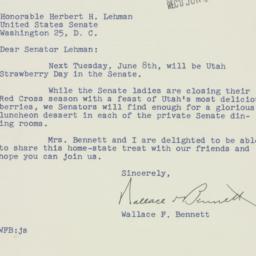 REC'D JUN
Honorable Herbert H. Lehman
United States Senate
Washington 25, D. C.
Dear Senator Lehman:
Next Tuesday, June 8th, will be Utah
Strawberry Day in the Senate.
While the Senate ladies are closing their
Red Cross season with a feast of Utah's most delicio
berries, we Senators will find enough for a glorious
luncheon dessert in each of the private Senate din-
ing rooms.
Mrs. Bennett and I are delighted to be abl
to share this home-state treat with our friends and
hope you can join us.
Sincerely,
Wallace F. Bennett
Wallace F. Bennett
WFB:js